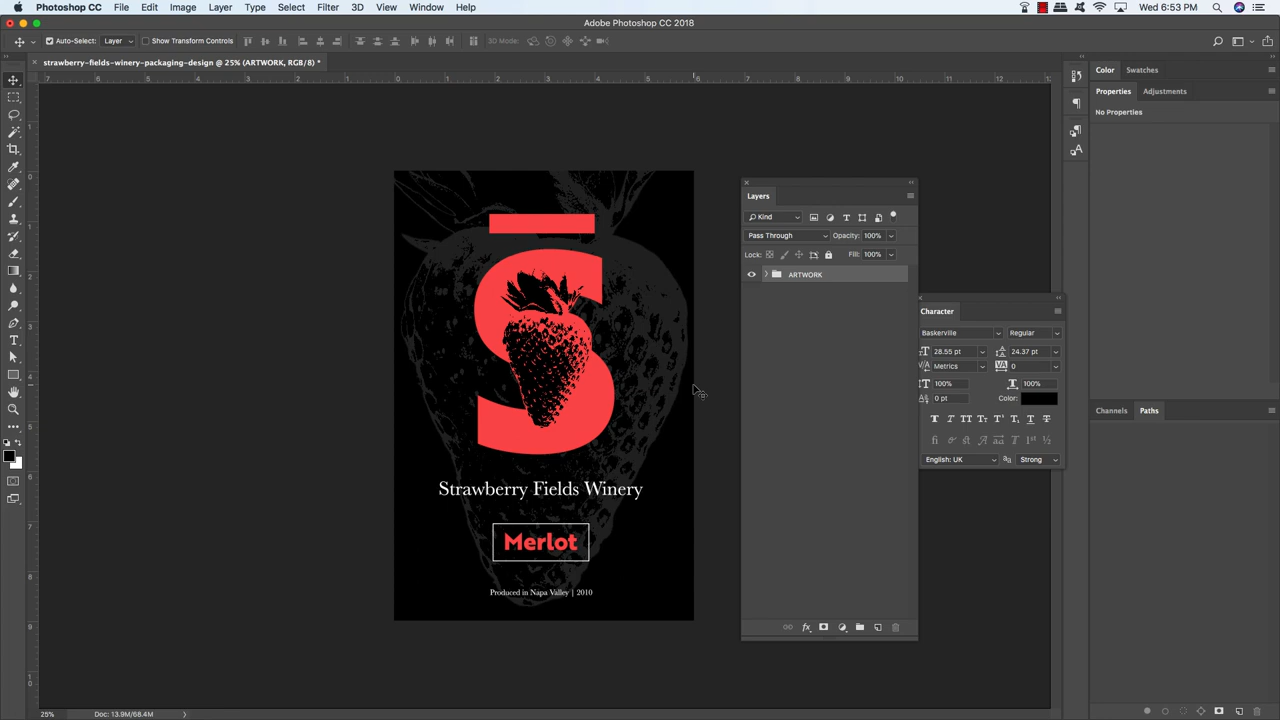 Photoshop CC File Edit Image Layer Type Select Filter 3D View Window Help Wed 6:53 PM
Adobe Photoshop CC 2018
Auto-Select: Layer Show Transform Controls 3D Mode:
strawberry-fields-winery-packaging-design @ 25% (ARTWORK, RGB/8) *
Color Swatches
Properties Adjustments
No Properties
Channels Paths
Layers
Kind
Pass Through Opacity: 100%
Lock: Fill: 100%
ARTWORK
Character
Baskerville Regular
28.55 pt 24.37 pt
Metrics 0
100% 100%
0 pt Color:
English: UK Strong
S
Strawberry Fields Winery
Merlot
Produced in Napa Valley | 2010
25% Doc: 13.9M/68.4M